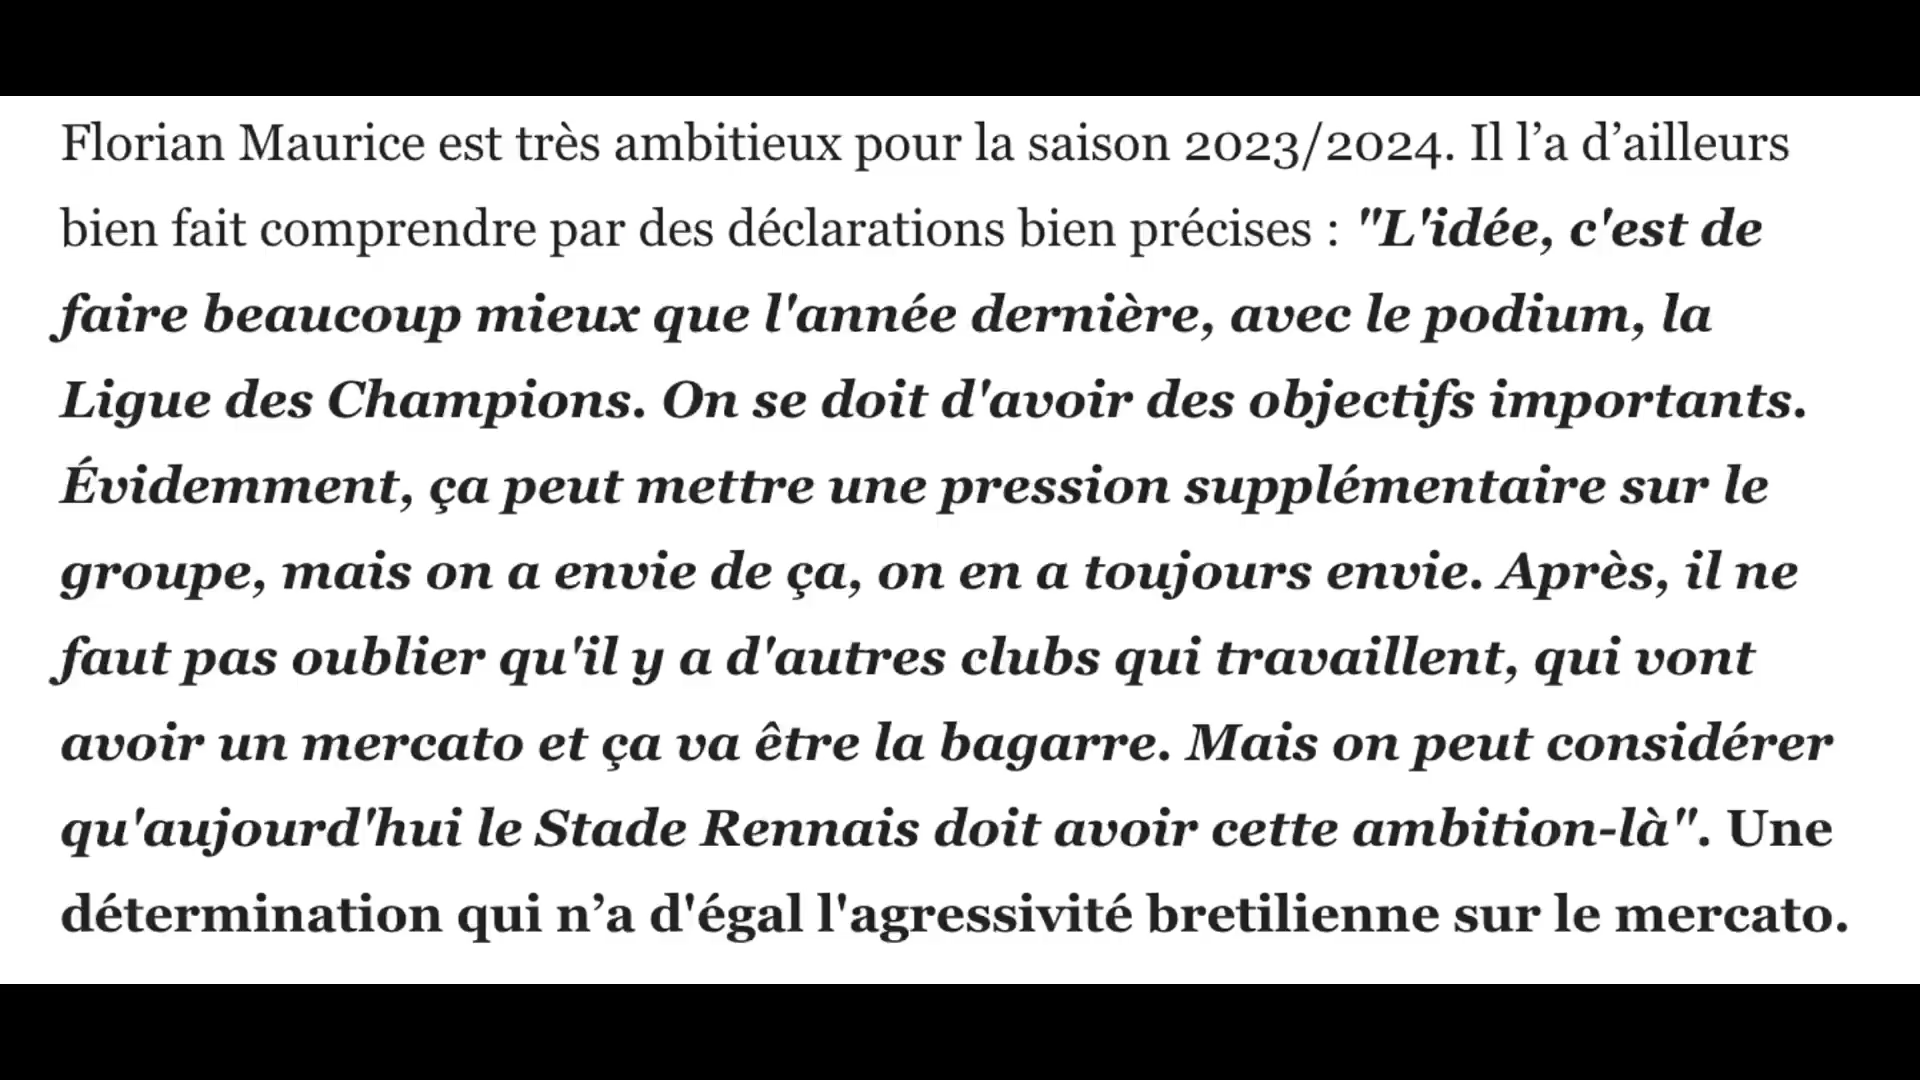 Florian Maurice est très ambitieux pour la saison 2023/2024. Il l’a d’ailleurs
bien fait comprendre par des déclarations bien précises : "L'idée, c'est de
faire beaucoup mieux que l'année dernière, avec le podium, la
Ligue des Champions. On se doit d'avoir des objectifs importants.
Évidemment, ça peut mettre une pression supplémentaire sur le
groupe, mais on a envie de ça, on en a toujours envie. Après, il ne
faut pas oublier qu'il y a d'autres clubs qui travaillent, qui vont
avoir un mercato et ça va être la bagarre. Mais on peut considérer
qu'aujourd'hui le Stade Rennais doit avoir cette ambition-là". Une
détermination qui n’a d'égal l'agressivité bretilienne sur le mercato.